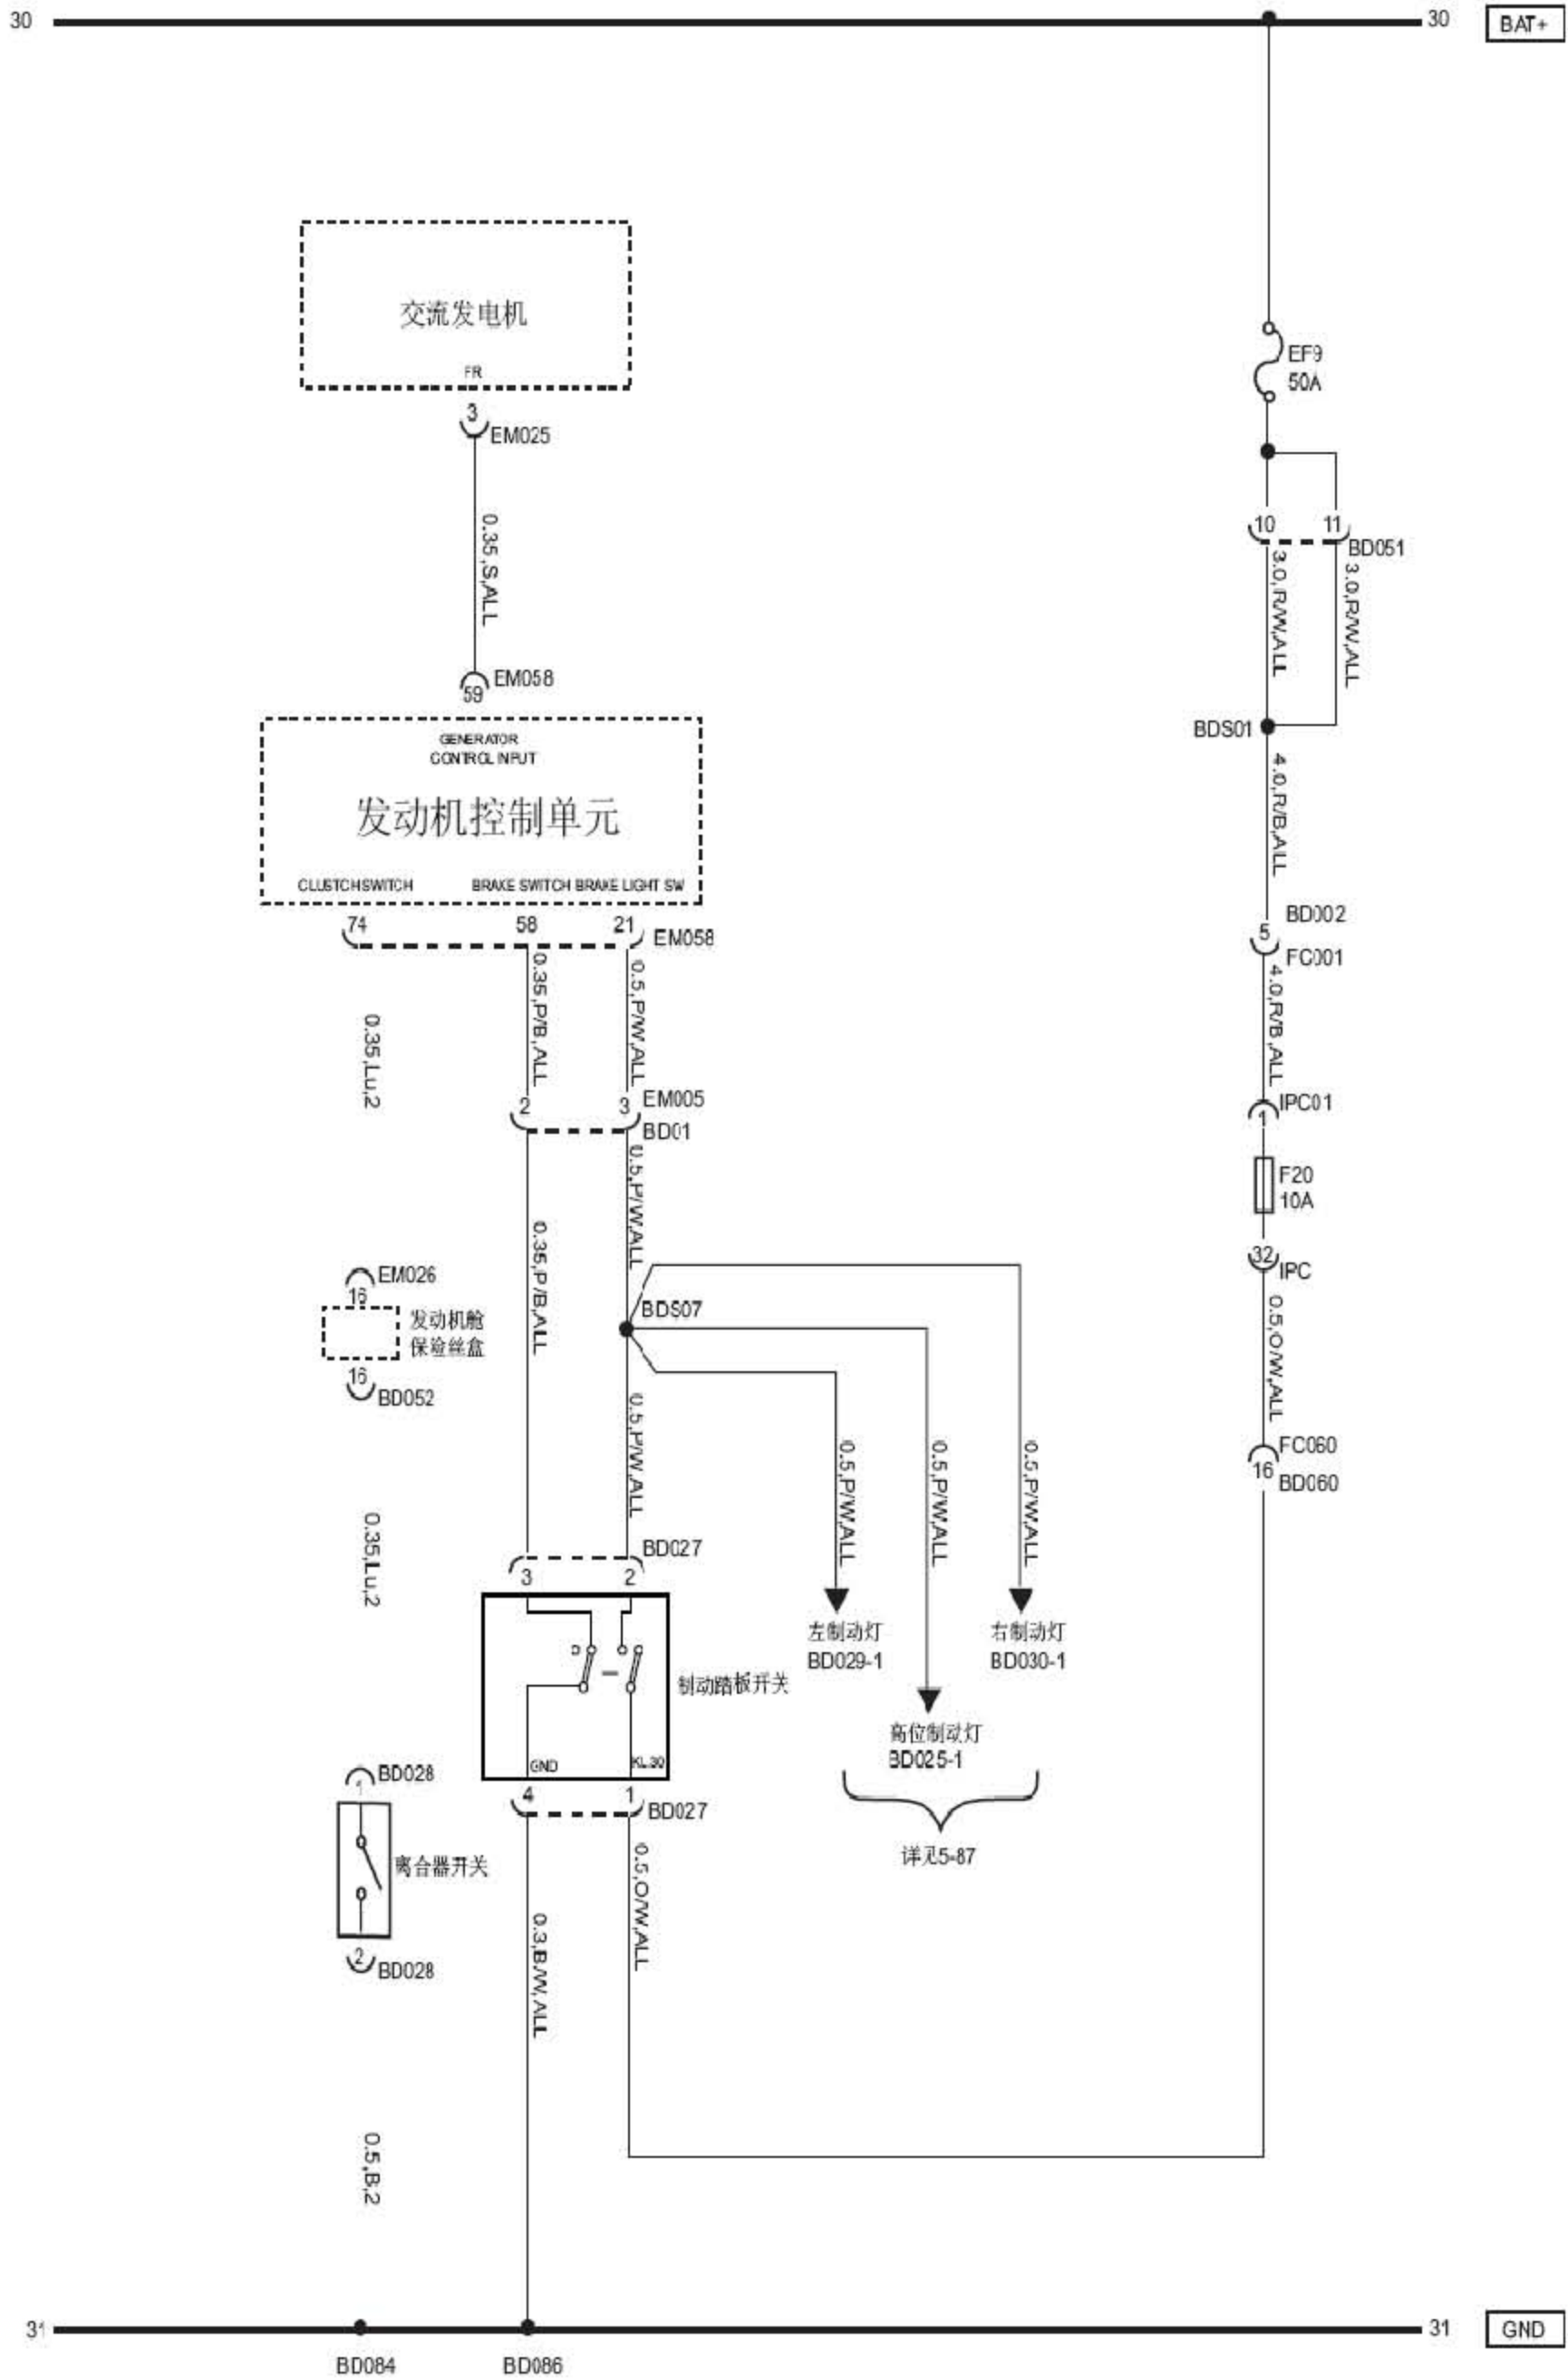 30
30
BAT+
交流发电机
FR
3
EM025
0.35,S,ALL
EF9
50A
10
11
BD051
3.0,R/W,ALL
3.0,R/W,ALL
59
EM058
BDS01
GENERATOR
CONTROL INPUT
发动机控制单元
CLUSTCH SWITCH
BRAKE SWITCH BRAKE LIGHT SW
4.0,R/B,ALL
74
58
21
EM058
BD002
5
FC001
0.35,Lu,2
0.35,P/B,ALL
0.5,P/W,ALL
4.0,R/B,ALL
2
3
EM005
BD01
IPC01
1
0.5,P/W,ALL
F20
10A
0.35,P/B,ALL
32
IPC
EM026
16
发动机舱
保险丝盒
16
BD052
BDS07
0.5,O/W,ALL
0.5,P/W,ALL
0.5,P/W,ALL
0.5,P/W,ALL
0.5,P/W,ALL
FC060
16
BD060
0.35,Lu,2
BD027
3
2
左制动灯
BD029-1
右制动灯
BD030-1
制动踏板开关
高位制动灯
BD025-1
GND
KL.30
BD028
1
4
1
BD027
离合器开关
详见5-87
2
BD028
0.3,B/W,ALL
0.5,O/W,ALL
0.5,B,2
31
31
GND
BD084
BD086